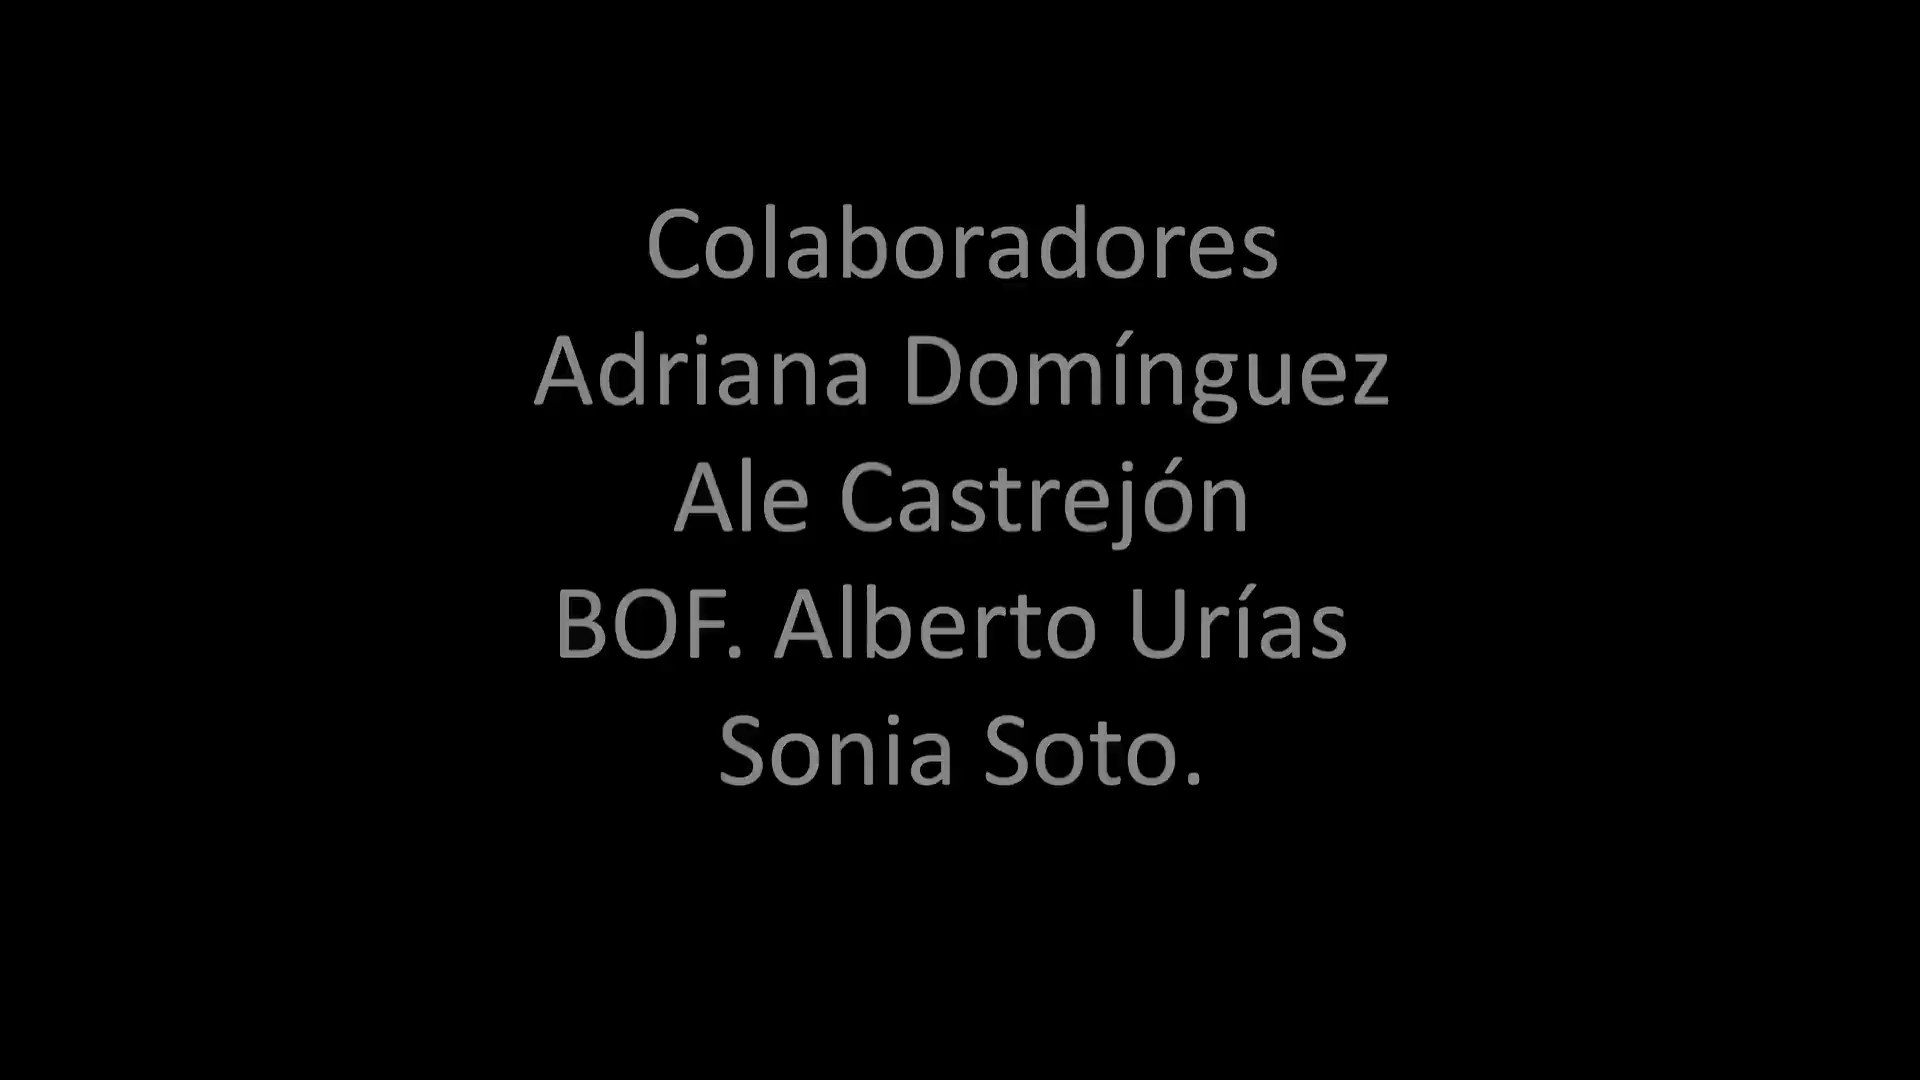 Colaboradores
Adriana Domínguez
Ale Castrejón
BOF. Alberto Urías
Sonia Soto.